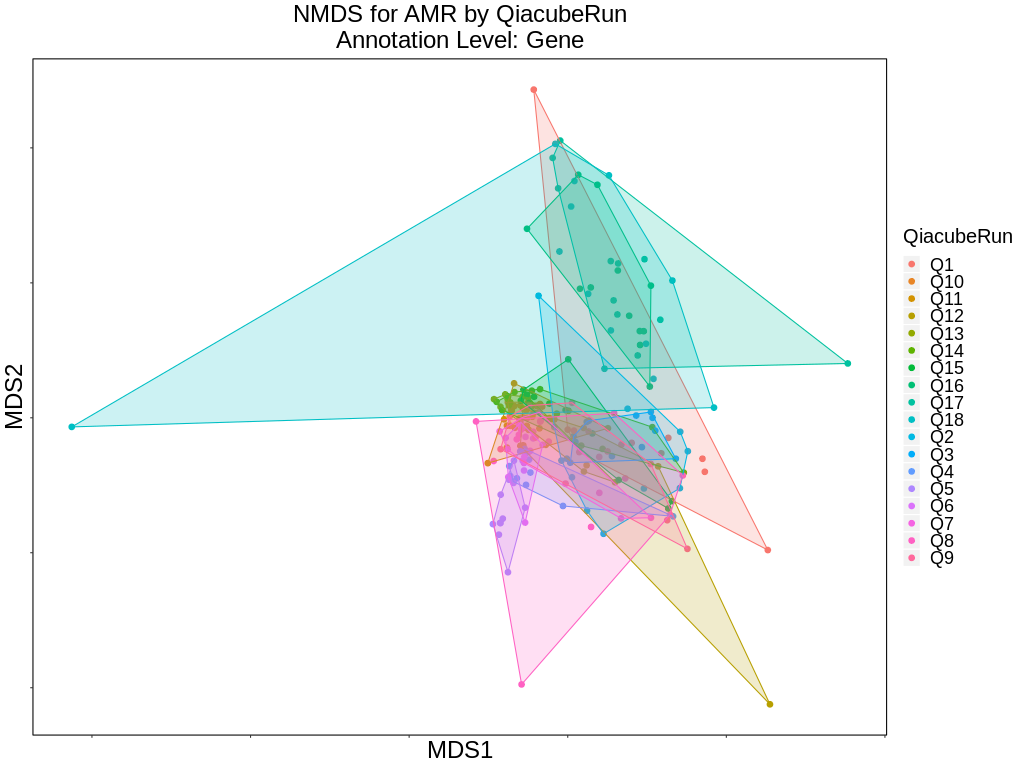 NMDS for AMR by QiacubeRun
Annotation Level: Gene
MDS2
MDS1
QiacubeRun
Q1
Q10
Q11
Q12
Q13
Q14
Q15
Q16
Q17
Q18
Q2
Q3
Q4
Q5
Q6
Q7
Q8
Q9